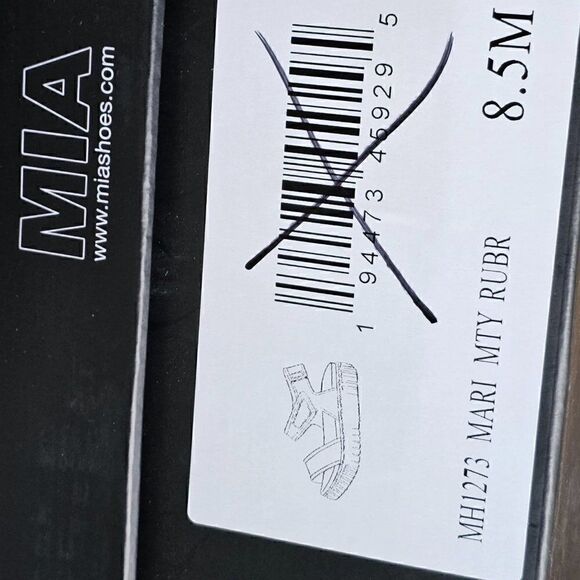 MIA
www.miashoes.com
1 94473 45929 5
MH1273 MARI MTY RUBR
8.5M